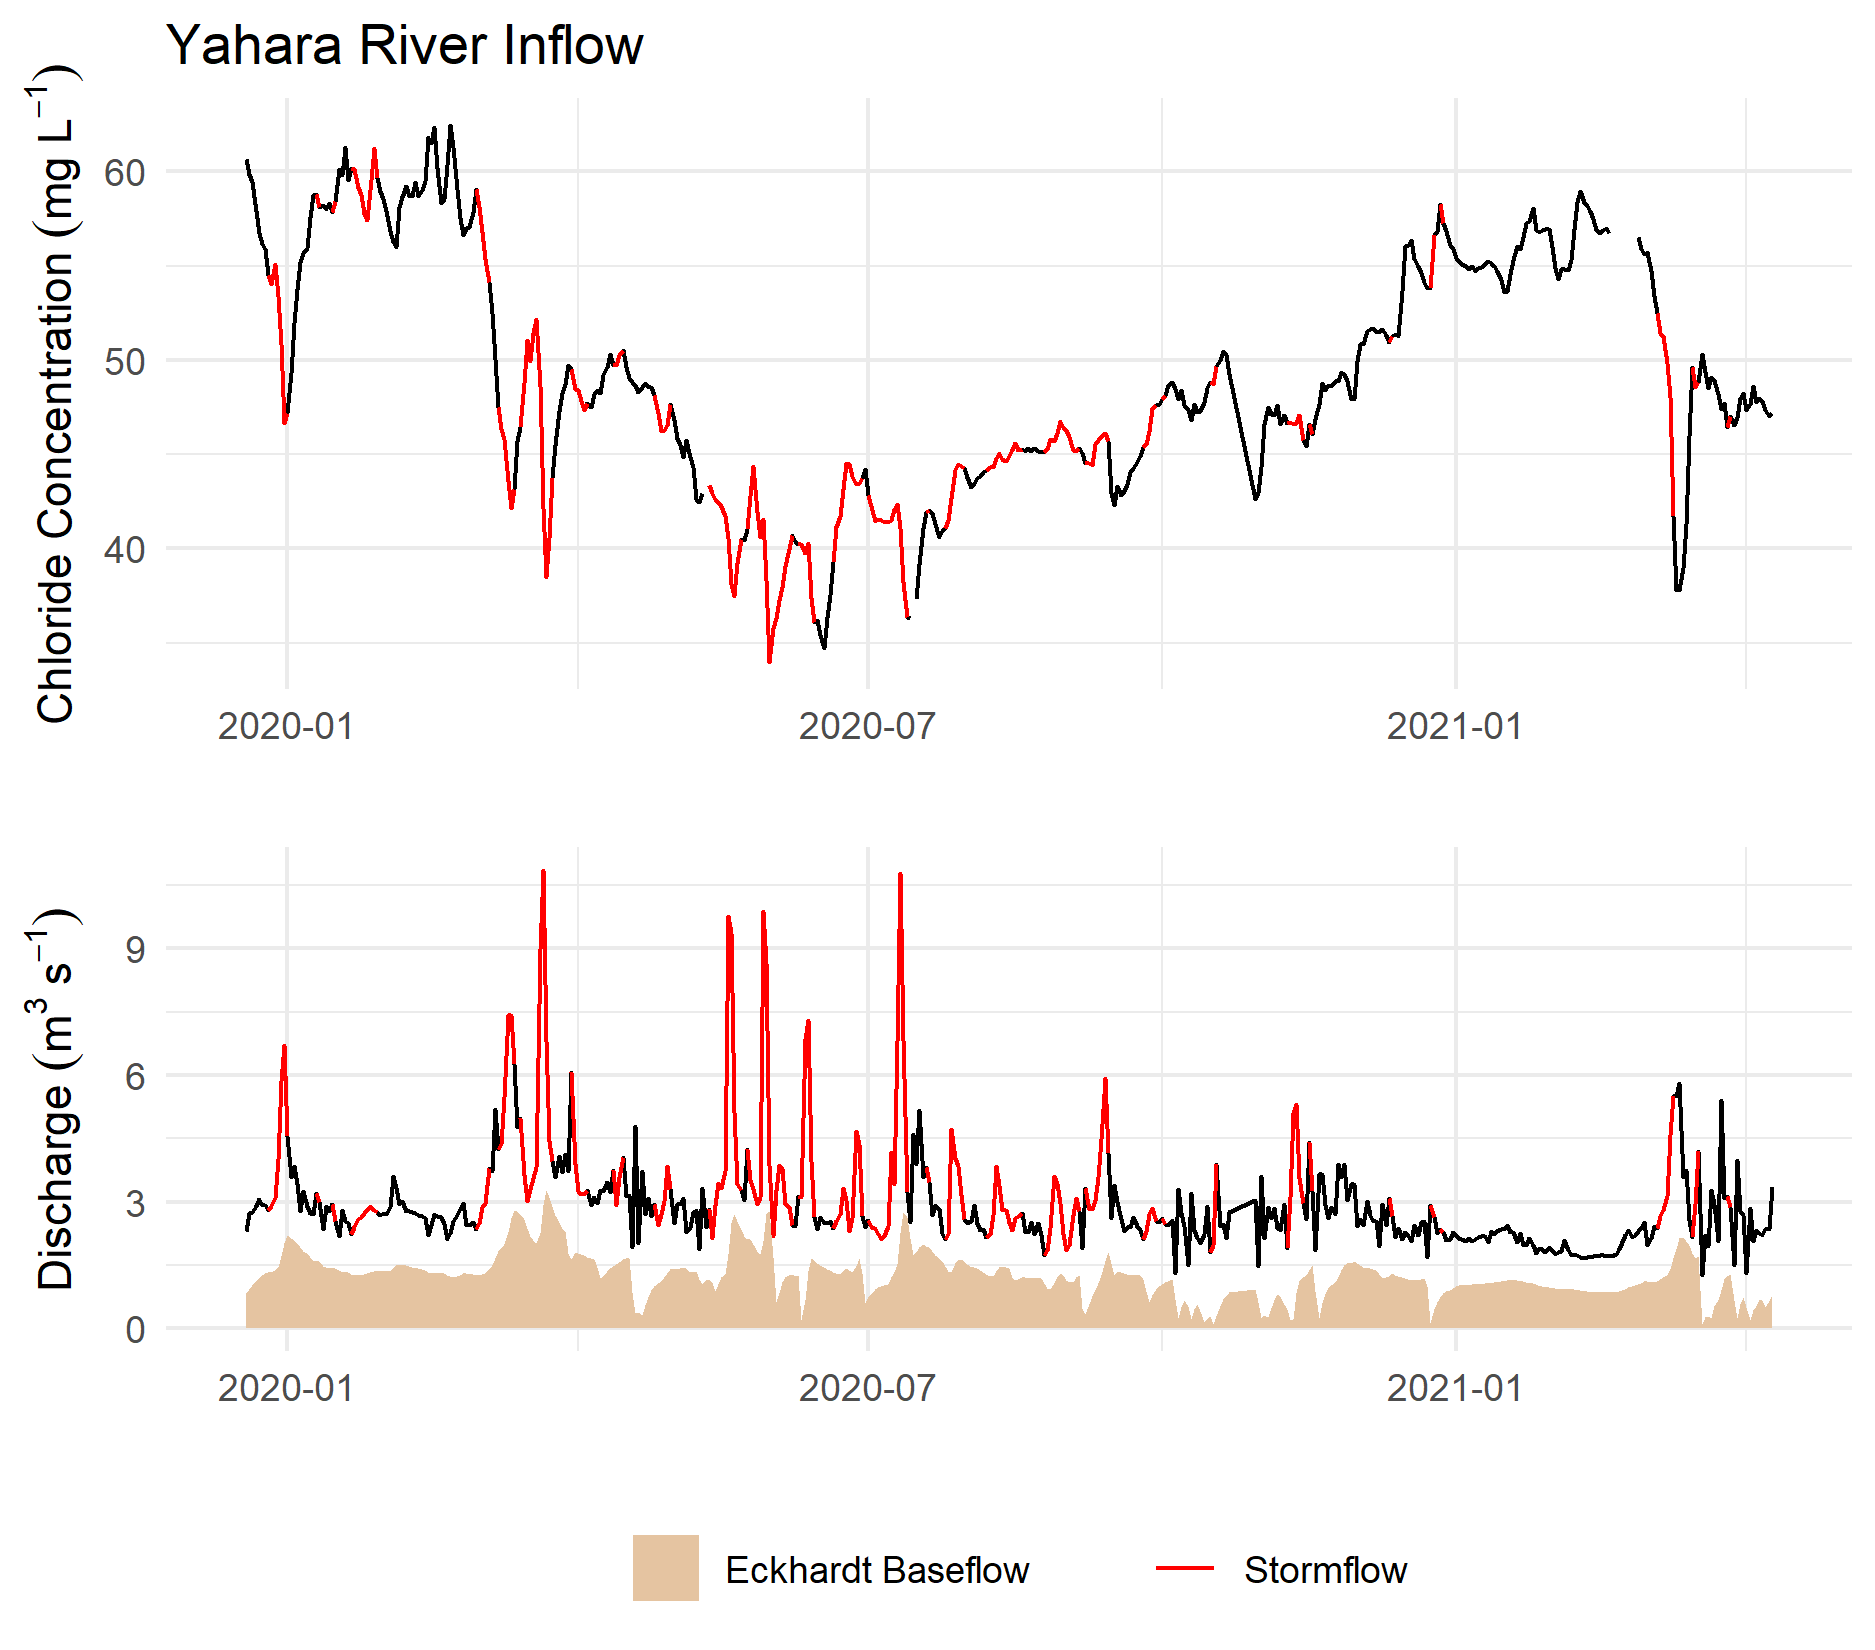 Yahara River Inflow
Chloride Concentration (mg L⁻¹)
60
50
40
2020-01 2020-07 2021-01
Discharge (m³ s⁻¹)
9
6
3
0
2020-01 2020-07 2021-01
Eckhardt Baseflow Stormflow